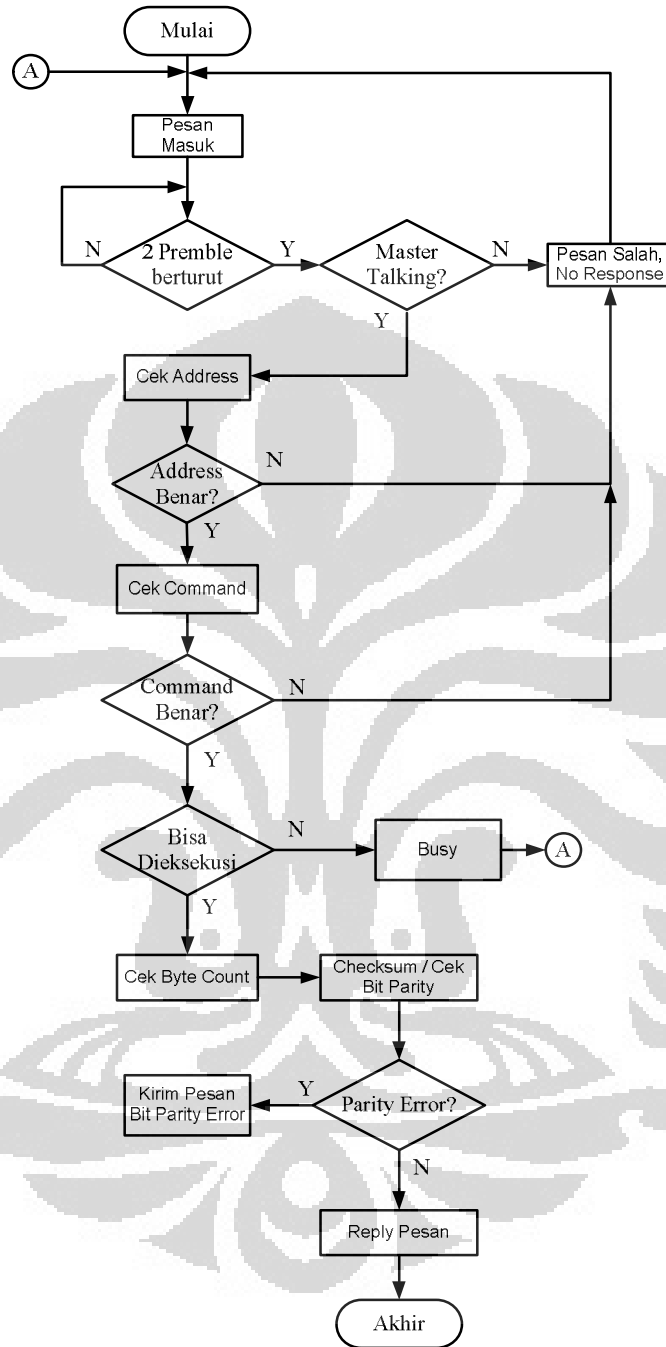 Mulai
A
Pesan
Masuk
2 Premble
berturut
N
Y
Master
Talking?
N
Y
Pesan Salah,
No Response
Cek Address
Address
Benar?
N
Y
Cek Command
Command
Benar?
N
Y
Bisa
Dieksekusi
N
Y
Busy
A
Cek Byte Count
Checksum / Cek
Bit Parity
Parity Error?
Y
N
Kirim Pesan
Bit Parity Error
Reply Pesan
Akhir